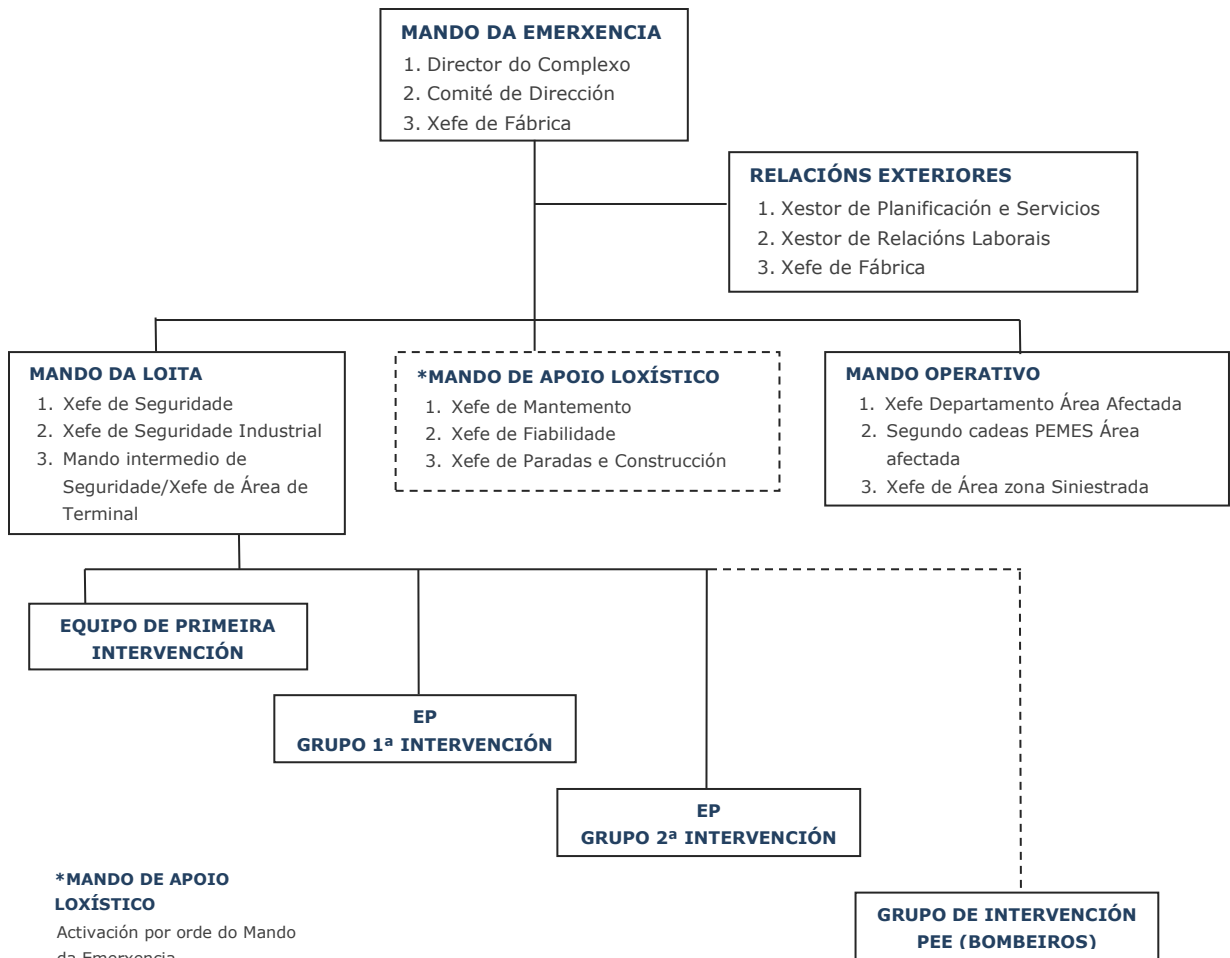 MANDO DA EMERXENCIA
1. Director do Complexo
2. Comité de Dirección
3. Xefe de Fábrica
RELACIÓNS EXTERIORES
1. Xestor de Planificación e Servicios
2. Xestor de Relacións Laborais
3. Xefe de Fábrica
MANDO DA LOITA
1. Xefe de Seguridade
2. Xefe de Seguridade Industrial
3. Mando intermedio de
Seguridade/Xefe de Área de
Terminal
*MANDO DE APOIO LOXÍSTICO
1. Xefe de Mantemento
2. Xefe de Fiabilidade
3. Xefe de Paradas e Construcción
MANDO OPERATIVO
1. Xefe Departamento Área Afectada
2. Segundo cadeas PEMES Área
afectada
3. Xefe de Área zona Siniestrada
EQUIPO DE PRIMEIRA
INTERVENCIÓN
EP
GRUPO 1ª INTERVENCIÓN
EP
GRUPO 2ª INTERVENCIÓN
*MANDO DE APOIO
LOXÍSTICO
Activación por orde do Mando
da Emerxencia
GRUPO DE INTERVENCIÓN
PEE (BOMBEIROS)